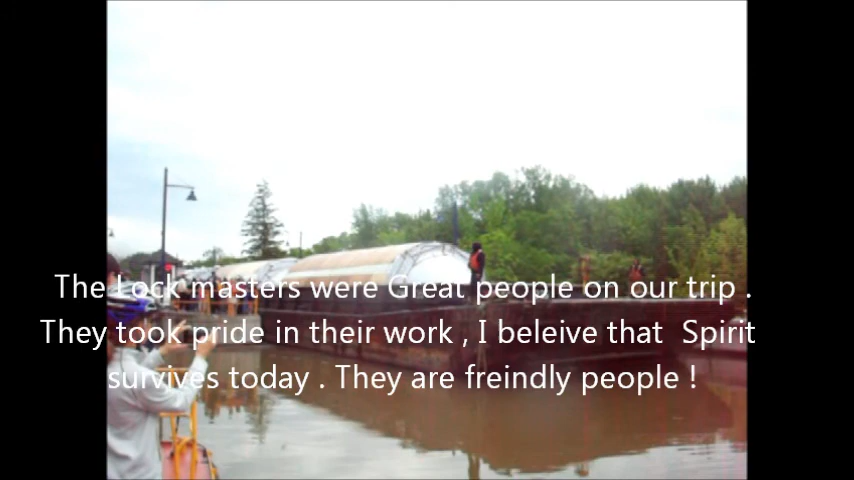 The Lock masters were Great people on our trip .
They took pride in their work , I beleive that  Spirit
survives today . They are freindly people !